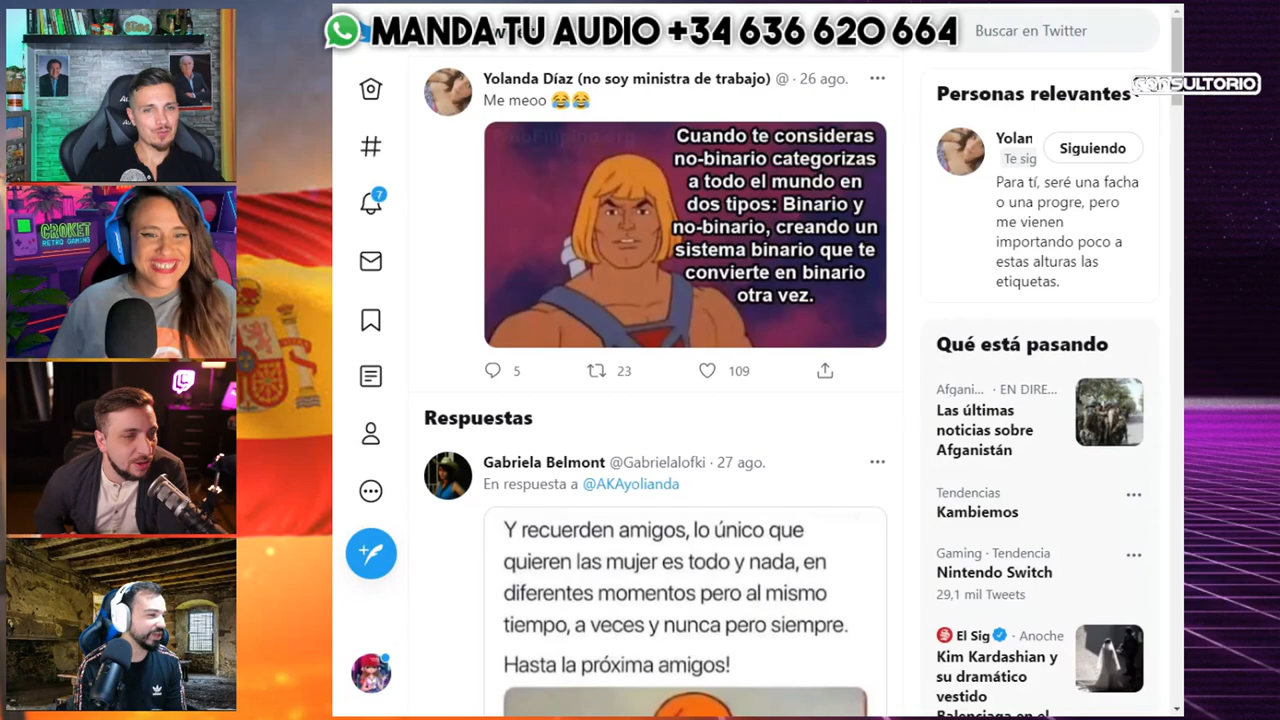 MANDA TU AUDIO +34 636 620 664
Buscar en Twitter
CONSULTORIO
CROKET
RETRO GAMING
Yolanda Díaz (no soy ministra de trabajo) @ · 26 ago.
Me meoo 😂😂
Cuando te consideras
no-binario categorizas
a todo el mundo en
dos tipos: Binario y
no-binario, creando un
sistema binario que te
convierte en binario
otra vez.
5
23
109
7
Respuestas
Gabriela Belmont @Gabrielalofki · 27 ago.
En respuesta a @AKAyolianda
Y recuerden amigos, lo único que
quieren las mujer es todo y nada, en
diferentes momentos pero al mismo
tiempo, a veces y nunca pero siempre.
Hasta la próxima amigos!
Personas relevantes
Yolan
Te sig
Siguiendo
Para tí, seré una facha
o una progre, pero
me vienen
importando poco a
estas alturas las
etiquetas.
Qué está pasando
Afgani... · EN DIRE...
Las últimas
noticias sobre
Afganistán
Tendencias
Kambiemos
Gaming · Tendencia
Nintendo Switch
29,1 mil Tweets
El Sig · Anoche
Kim Kardashian y
su dramático
vestido
Balenciaga en el